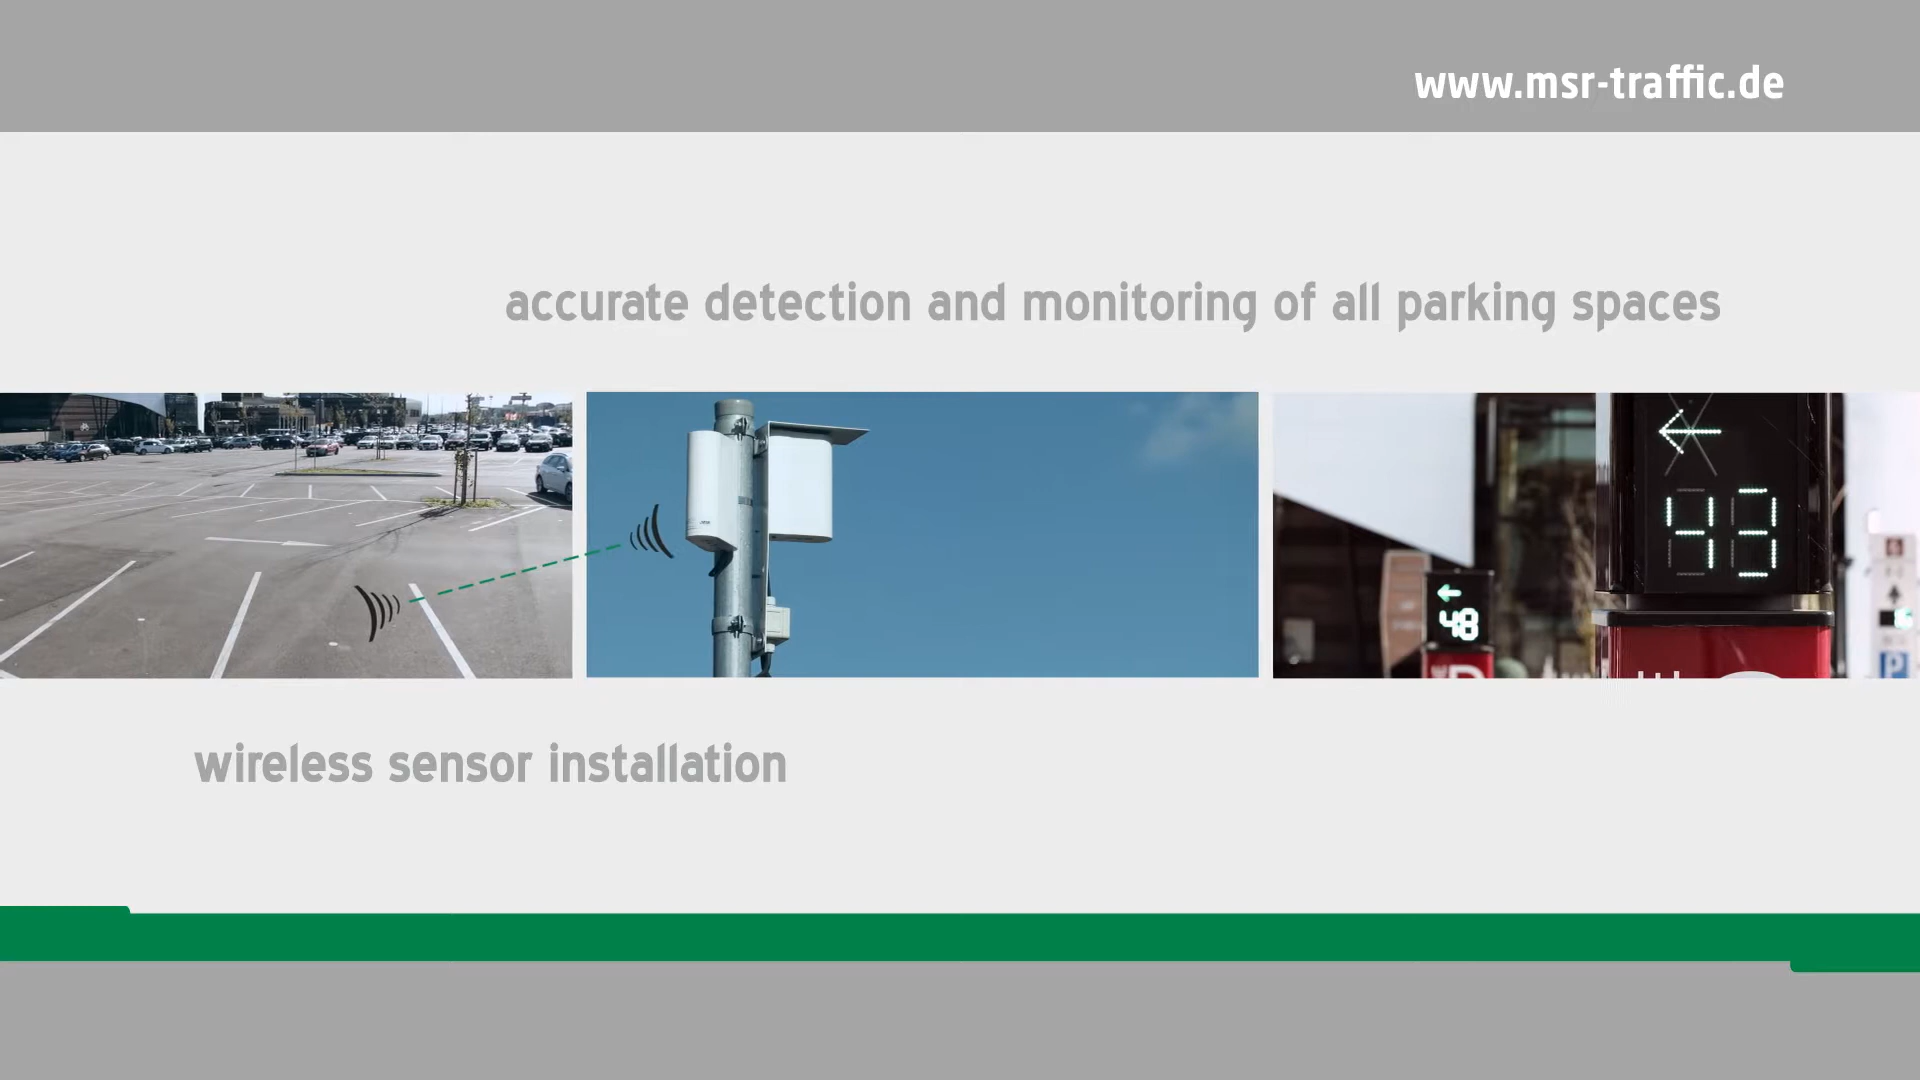 www.msr-traffic.de
accurate detection and monitoring of all parking spaces
43
48
P
wireless sensor installation